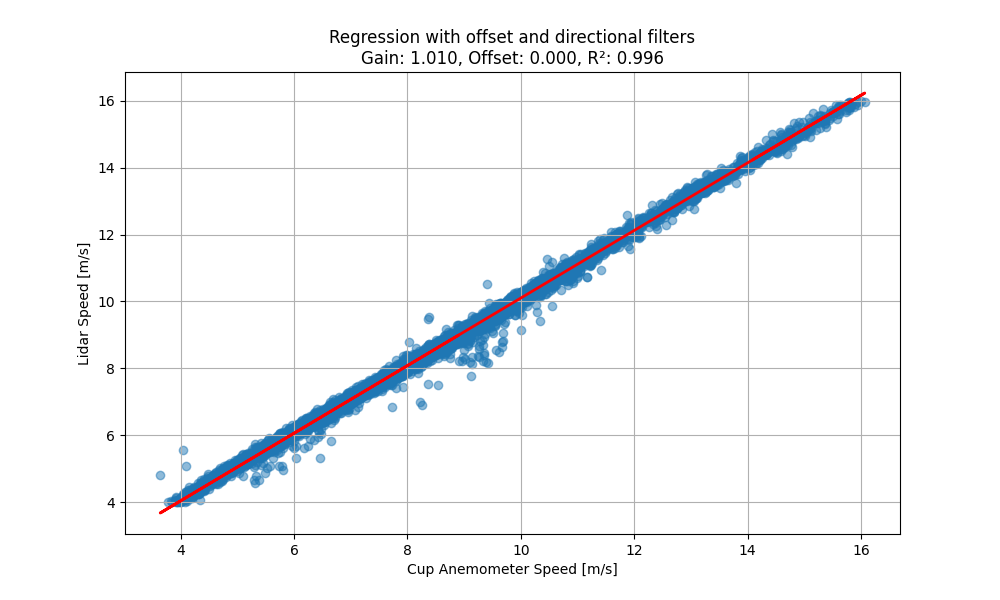 Regression with offset and directional filters
Gain: 1.010, Offset: 0.000, R²: 0.996
16
14
12
10
8
6
4
Lidar Speed [m/s]
4 6 8 10 12 14 16
Cup Anemometer Speed [m/s]